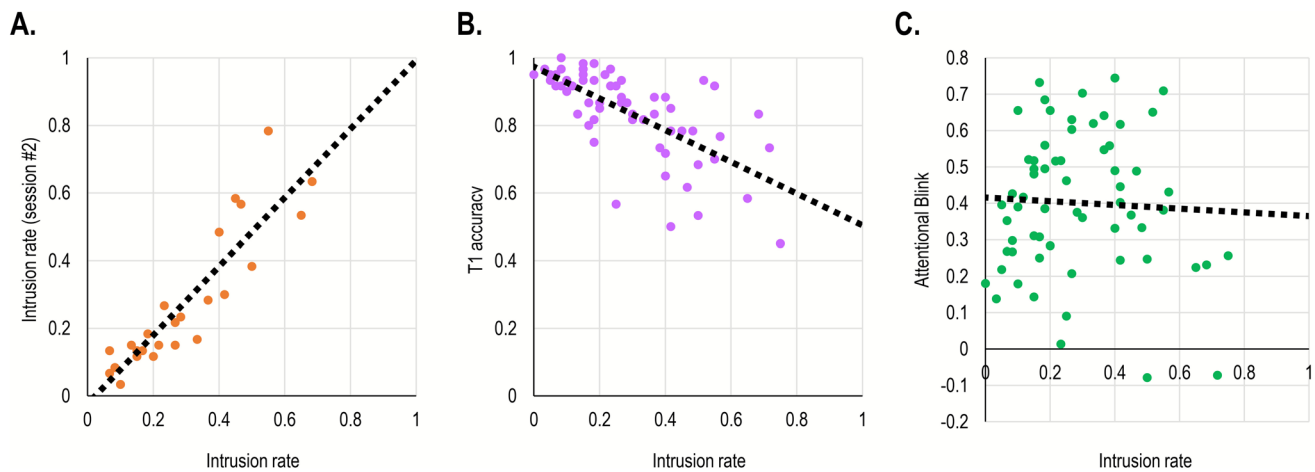 A.
Intrusion rate (session #2)
1
0.8
0.6
0.4
0.2
0
0 0.2 0.4 0.6 0.8 1
Intrusion rate
B.
T1 accuracy
1
0.8
0.6
0.4
0.2
0
0 0.2 0.4 0.6 0.8 1
Intrusion rate
C.
Attentional Blink
0.8
0.7
0.6
0.5
0.4
0.3
0.2
0.1
0
-0.1
-0.2
0 0.2 0.4 0.6 0.8 1
Intrusion rate